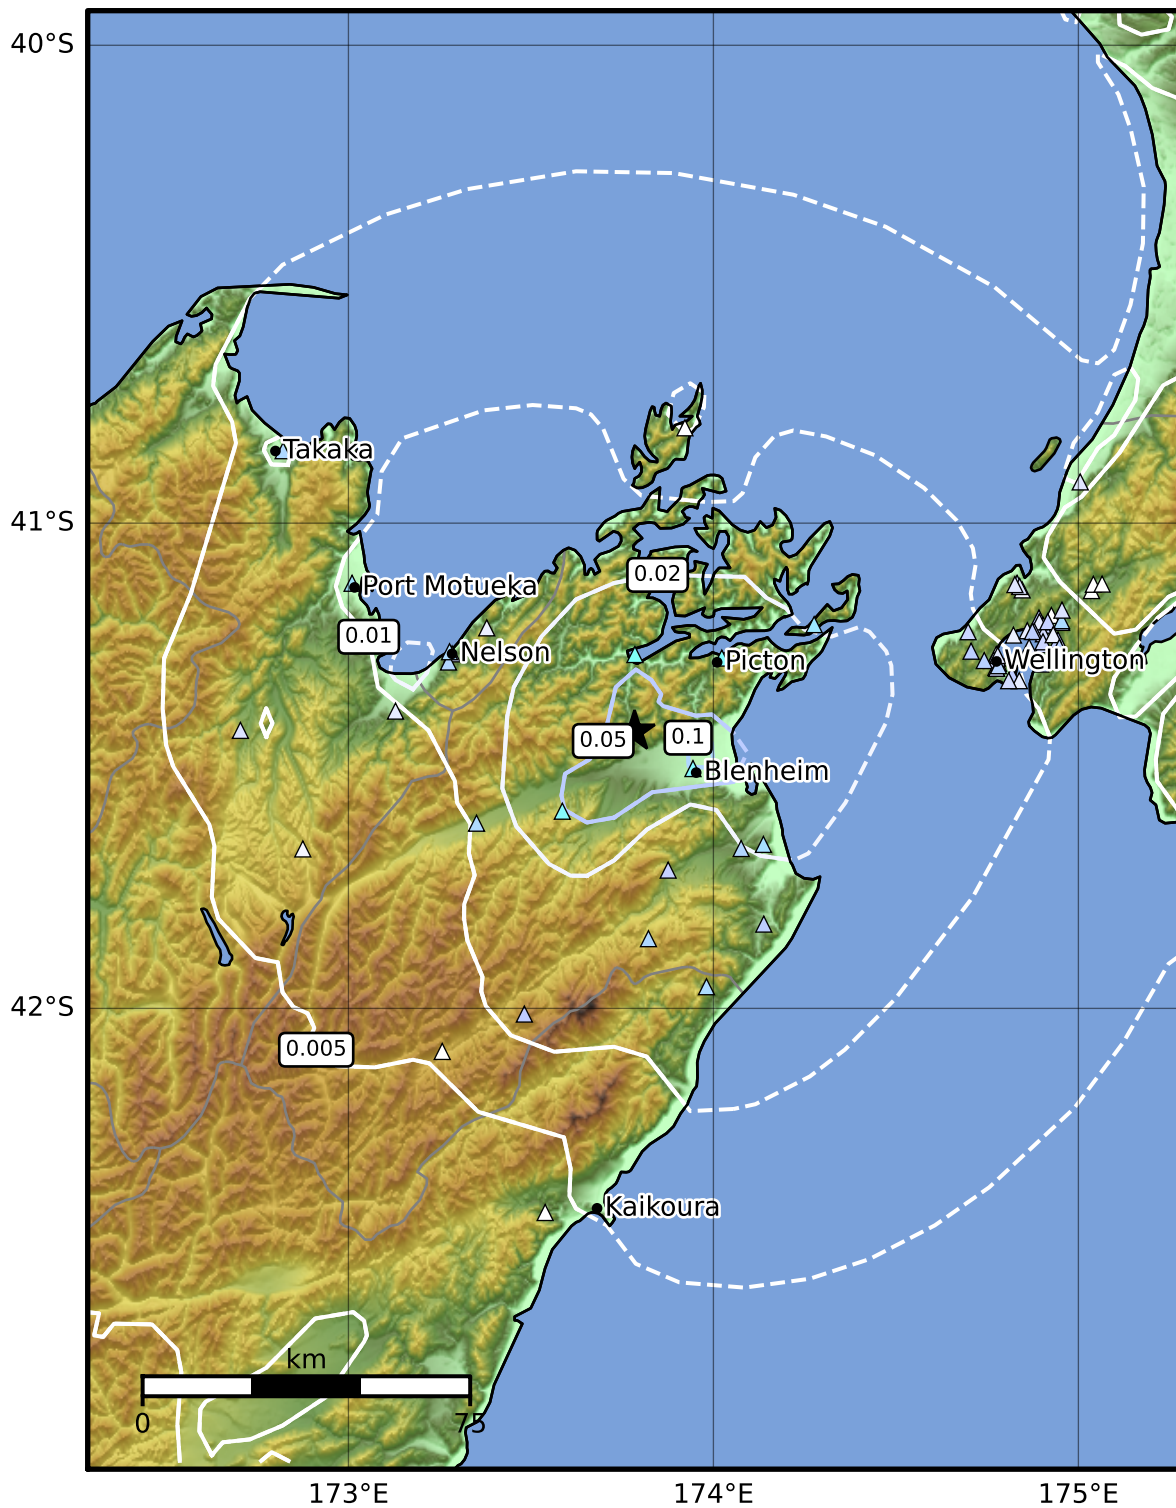 40°S
Takaka
41°S
0.02
Port Motueka
0.01
Nelson
Picton
Wellington
0.05
0.1
Blenheim
42°S
0.005
Kaikoura
km
0
75
173°E
174°E
175°E